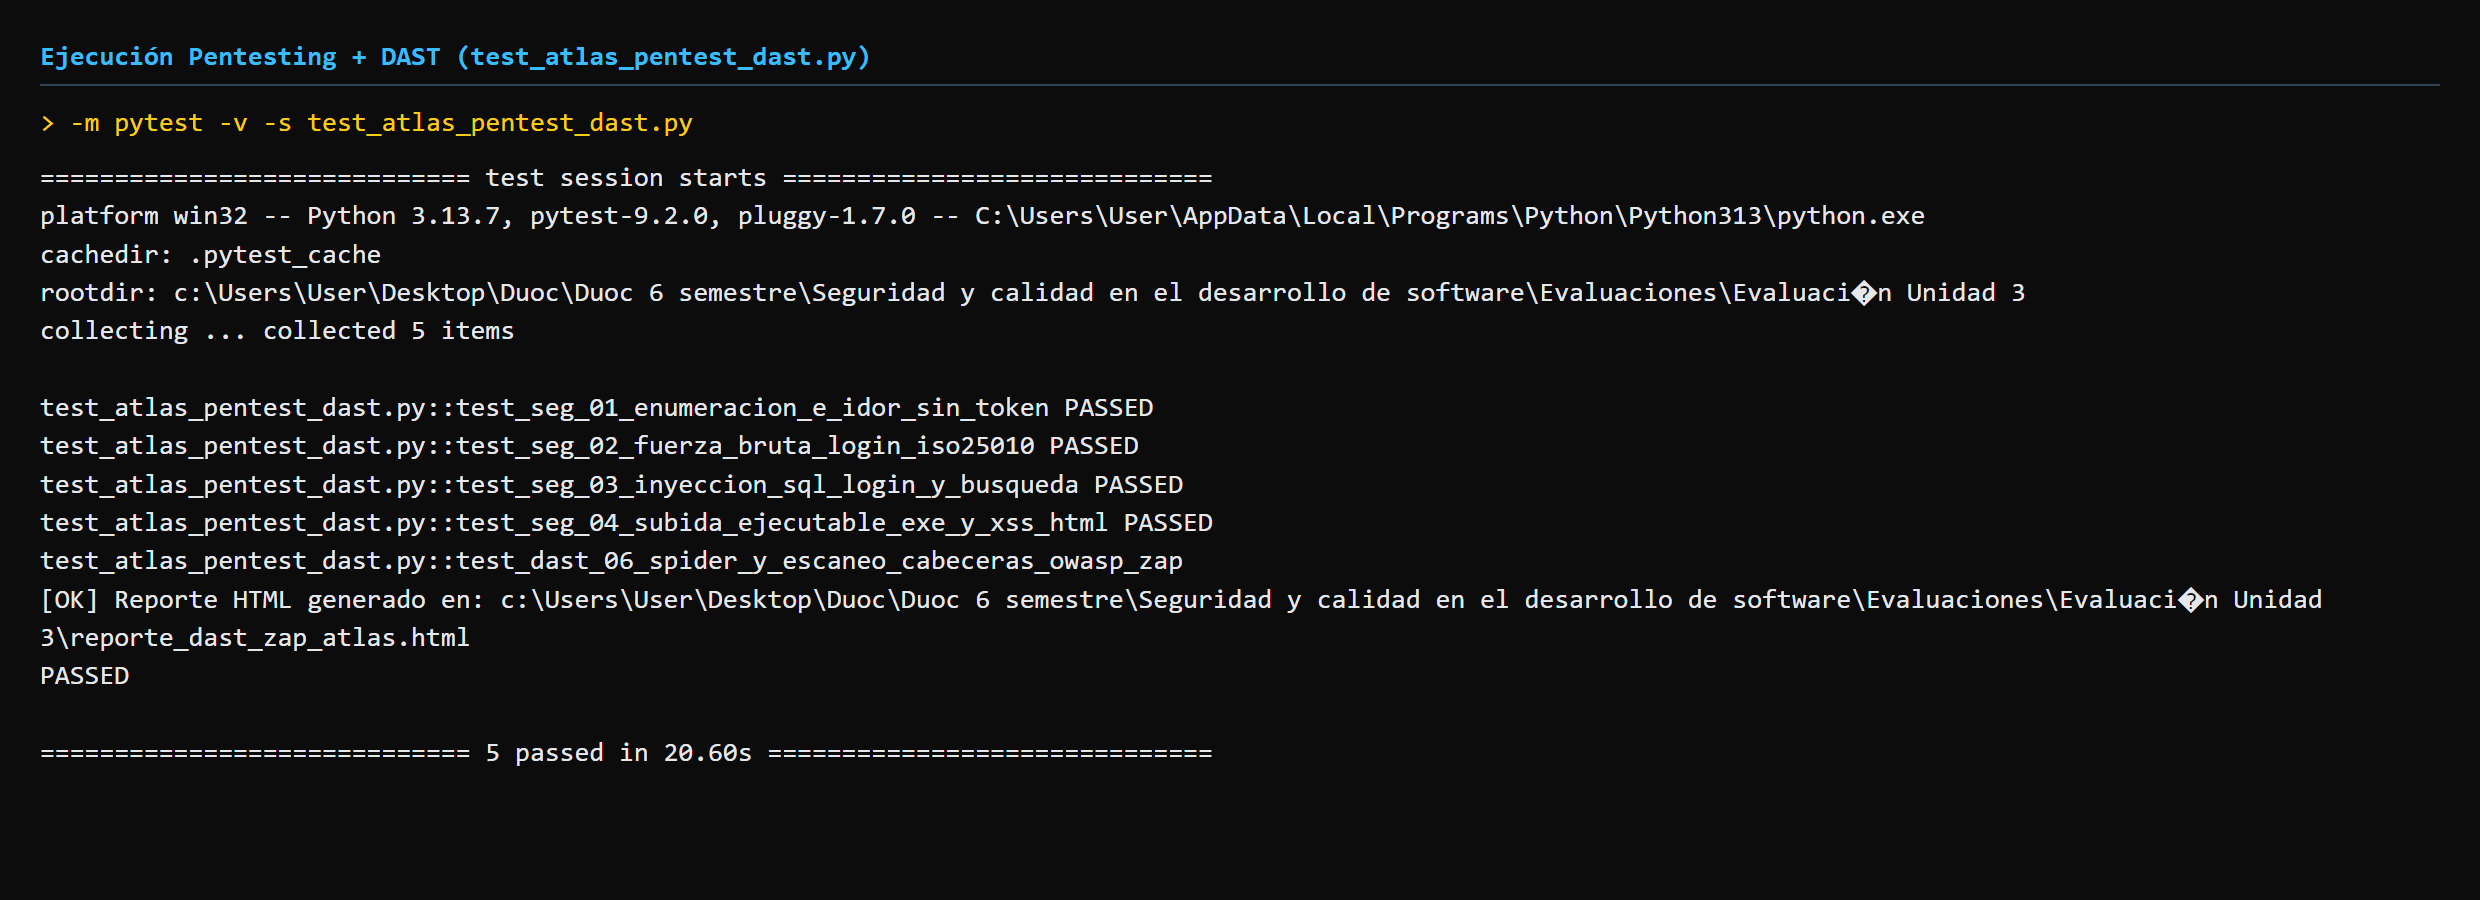 Ejecución Pentesting + DAST (test_atlas_pentest_dast.py)
> -m pytest -v -s test_atlas_pentest_dast.py
============================= test session starts =============================
platform win32 -- Python 3.13.7, pytest-9.2.0, pluggy-1.7.0 -- C:\Users\User\AppData\Local\Programs\Python\Python313\python.exe
cachedir: .pytest_cache
rootdir: c:\Users\User\Desktop\Duoc\Duoc 6 semestre\Seguridad y calidad en el desarrollo de software\Evaluaciones\Evaluaci�n Unidad 3
collecting ... collected 5 items
test_atlas_pentest_dast.py::test_seg_01_enumeracion_e_idor_sin_token PASSED
test_atlas_pentest_dast.py::test_seg_02_fuerza_bruta_login_iso25010 PASSED
test_atlas_pentest_dast.py::test_seg_03_inyeccion_sql_login_y_busqueda PASSED
test_atlas_pentest_dast.py::test_seg_04_subida_ejecutable_exe_y_xss_html PASSED
test_atlas_pentest_dast.py::test_dast_06_spider_y_escaneo_cabeceras_owasp_zap
[OK] Reporte HTML generado en: c:\Users\User\Desktop\Duoc\Duoc 6 semestre\Seguridad y calidad en el desarrollo de software\Evaluaciones\Evaluaci�n Unidad
3\reporte_dast_zap_atlas.html
PASSED
============================= 5 passed in 20.60s ==============================